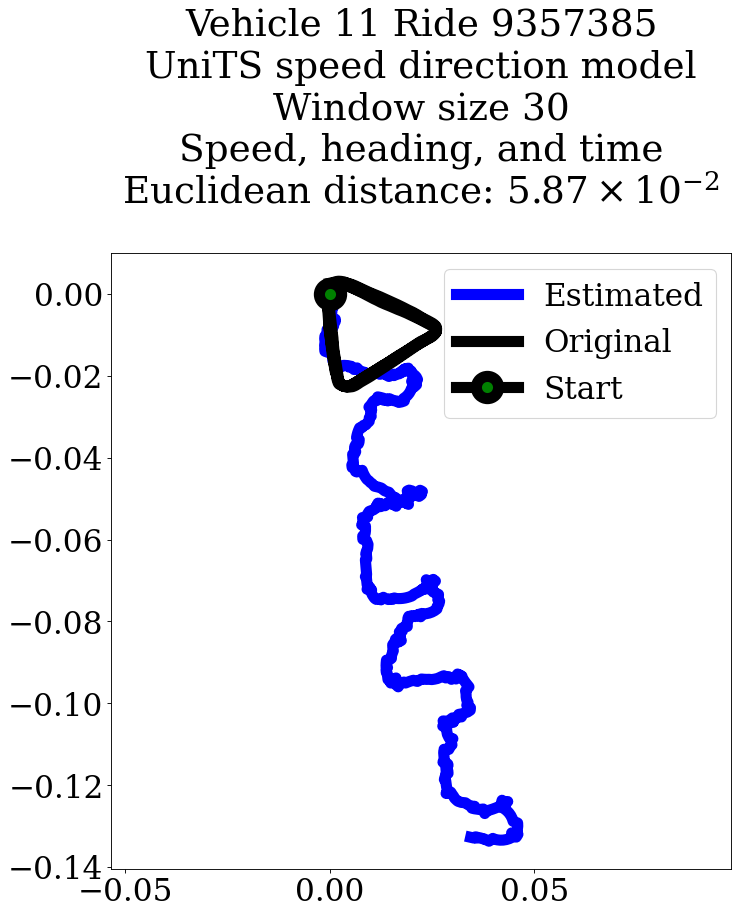 Vehicle 11 Ride 9357385
UniTS speed direction model
Window size 30
Speed, heading, and time
Euclidean distance: 5.87 × 10⁻²
Estimated
Original
Start
0.00
−0.02
−0.04
−0.06
−0.08
−0.10
−0.12
−0.14
−0.05 0.00 0.05